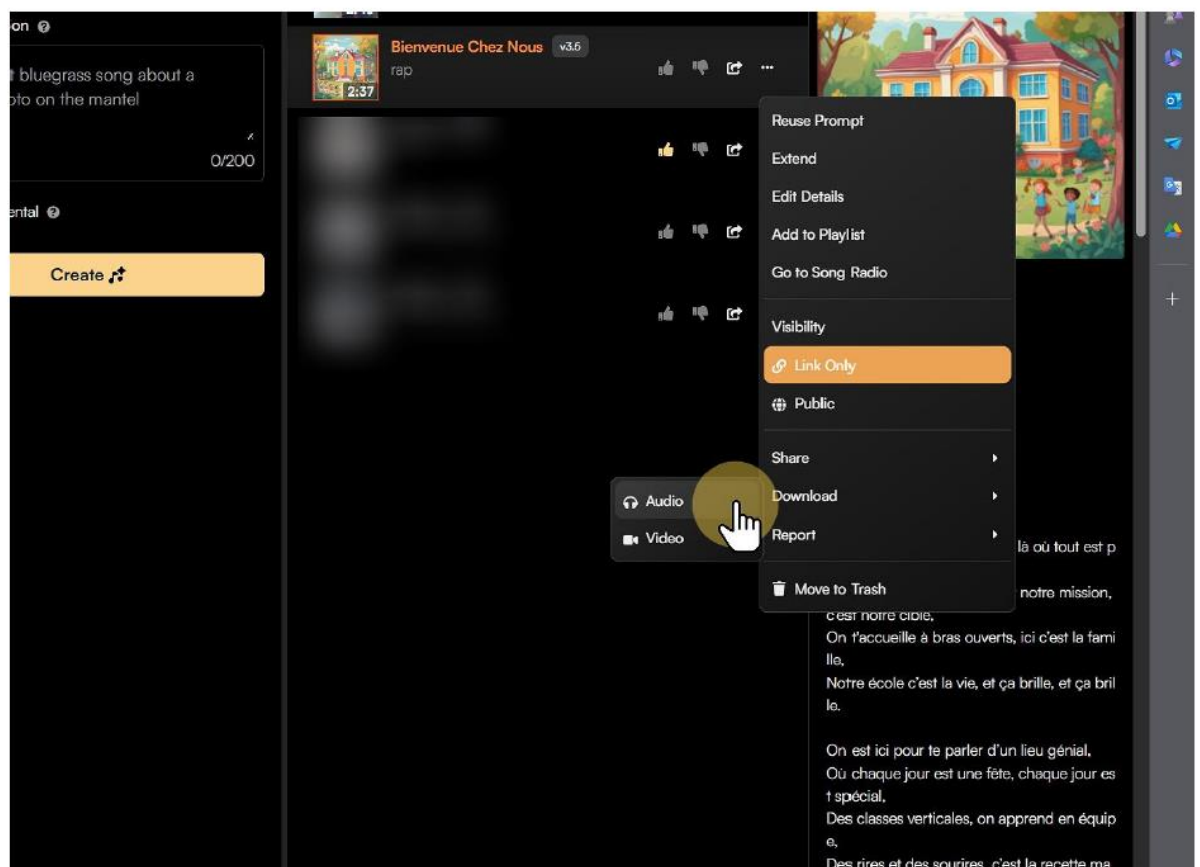 on
t bluegrass song about a
oto on the mantel
0/200
ental
Create
Bienvenue Chez Nous v3.5
rap
2:37
Reuse Prompt
Extend
Edit Details
Add to Playlist
Go to Song Radio
Visibility
Link Only
Public
Share
Download
Report
Move to Trash
Audio
Video
là où tout est p
notre mission,
c'est notre cible,
On t'accueille à bras ouverts, ici c'est la fami
lle,
Notre école c'est la vie, et ça brille, et ça bril
le.
On est ici pour te parler d'un lieu génial,
Où chaque jour est une fête, chaque jour es
t spécial,
Des classes verticales, on apprend en équip
e,
Des rires et des sourires, c'est la recette ma